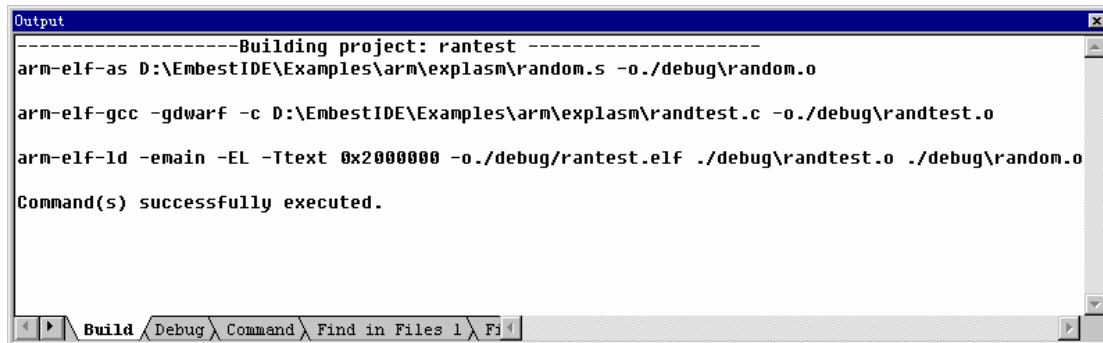 Output
--------------------Building project: rantest ---------------------
arm-elf-as D:\EmbestIDE\Examples\arm\explasm\random.s -o./debug\random.o
arm-elf-gcc -gdwarf -c D:\EmbestIDE\Examples\arm\explasm\randtest.c -o./debug\randtest.o
arm-elf-ld -emain -EL -Ttext 0x2000000 -o./debug/rantest.elf ./debug\randtest.o ./debug\random.o
Command(s) successfully executed.
Build Debug Command Find in Files 1 Fi